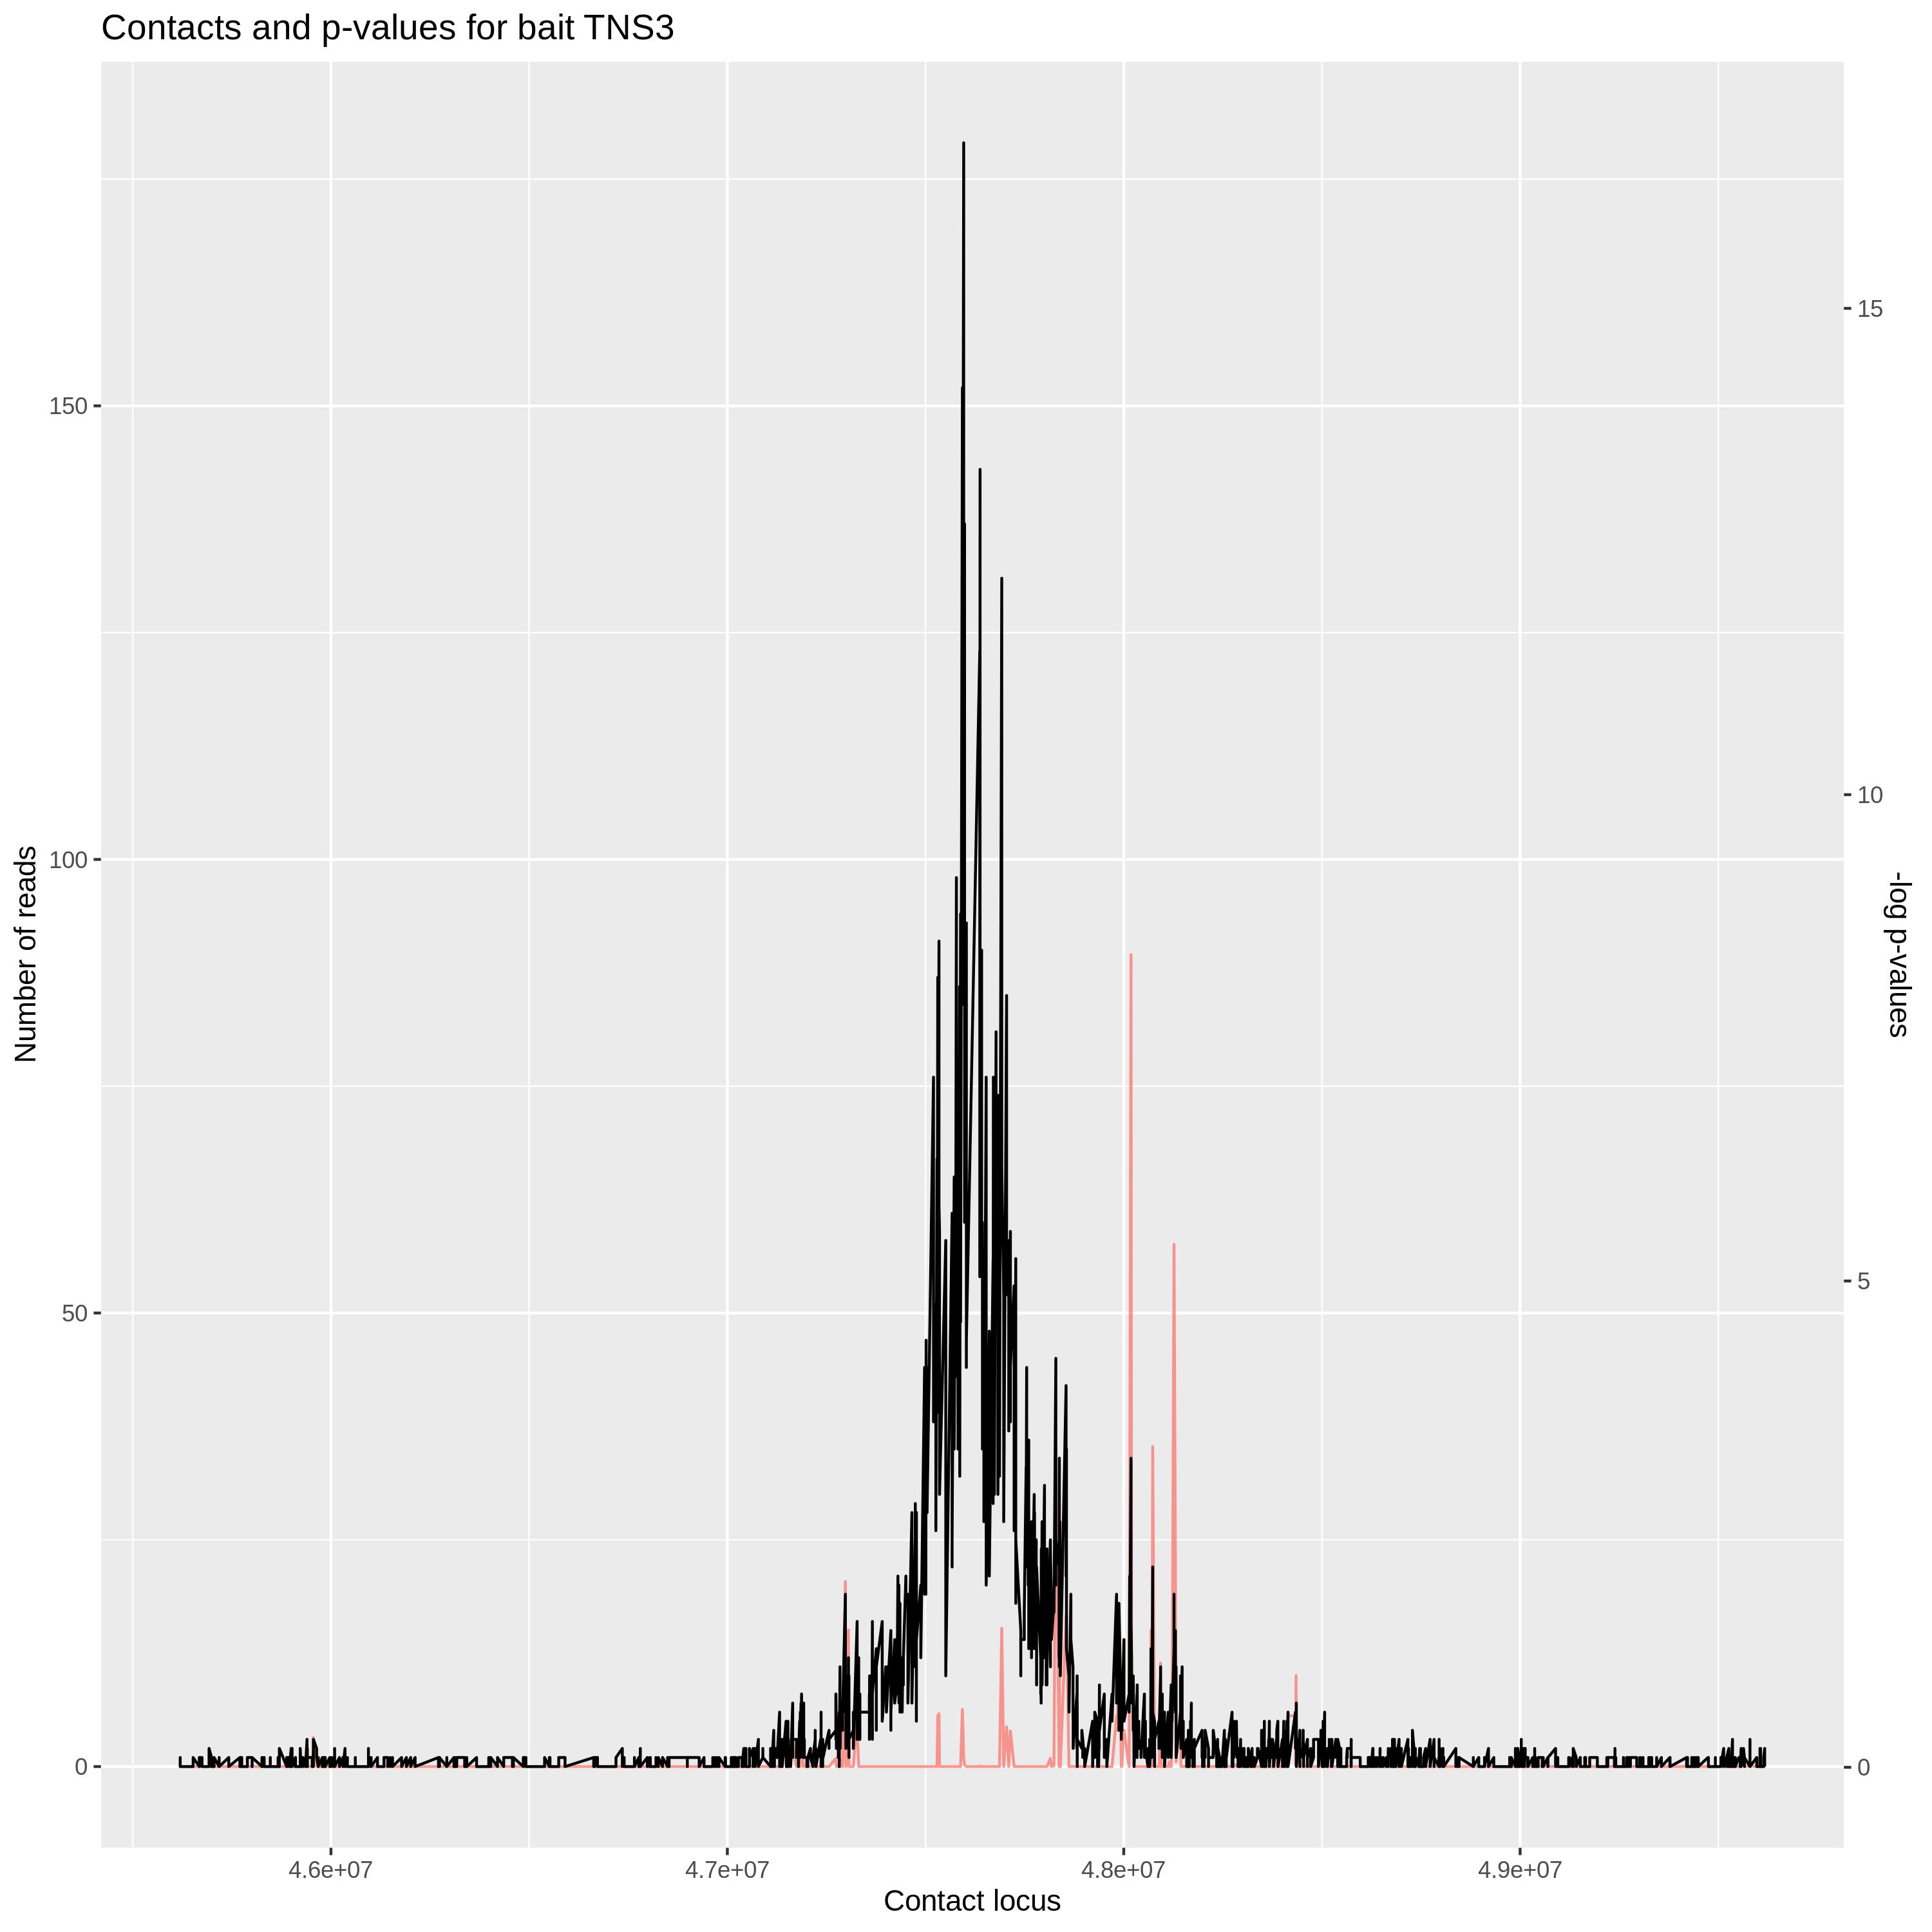 Contacts and p-values for bait TNS3
Number of reads
150
100
50
0
15
10
5
0
-log p-values
4.6e+07
4.7e+07
4.8e+07
4.9e+07
Contact locus